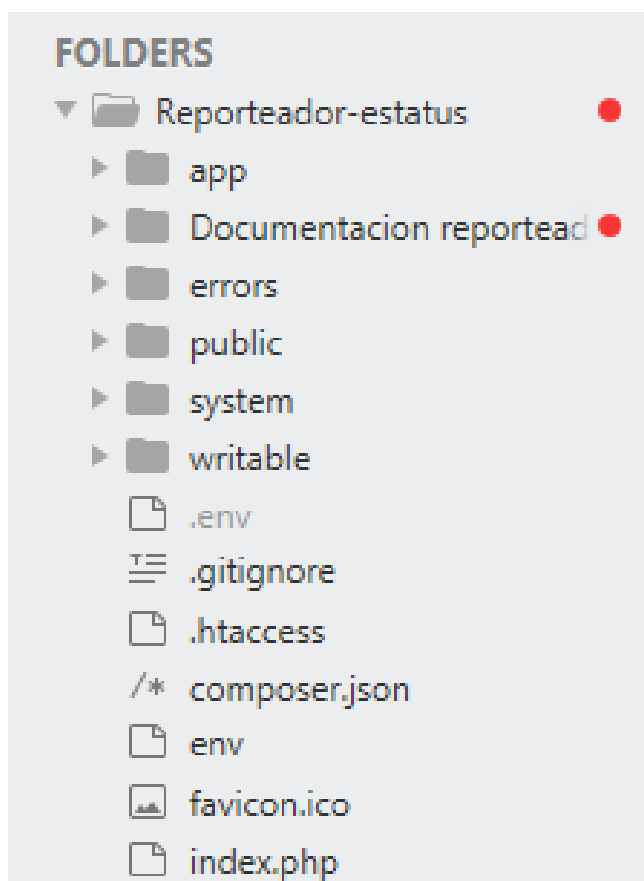 FOLDERS
Reporteador-estatus
app
Documentacion reportead
errors
public
system
writable
.env
.gitignore
.htaccess
composer.json
env
favicon.ico
index.php